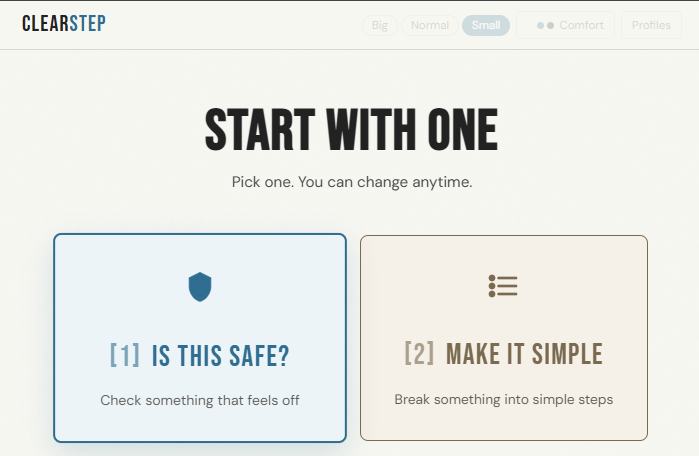 CLEARSTEP
Big Normal Small Comfort Profiles
START WITH ONE
Pick one. You can change anytime.
[1] IS THIS SAFE?
Check something that feels off
[2] MAKE IT SIMPLE
Break something into simple steps